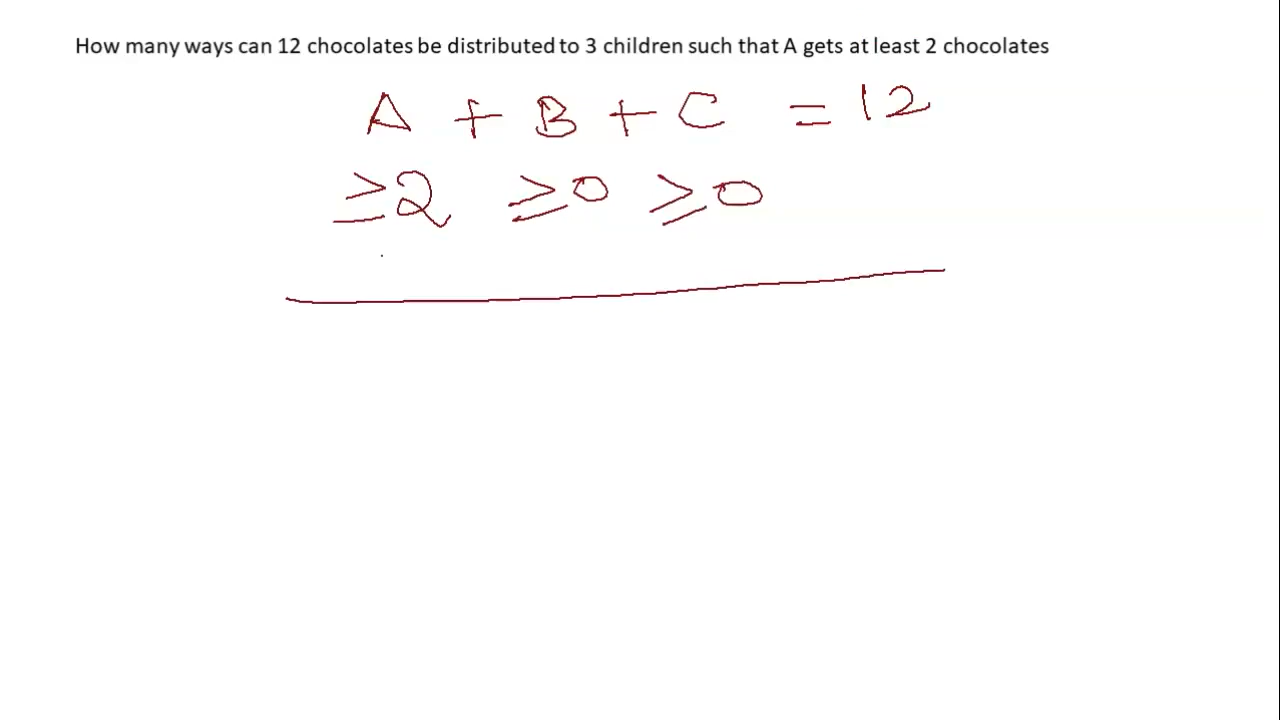 How many ways can 12 chocolates be distributed to 3 children such that A gets at least 2 chocolates
A + B + C = 12
≥2 ≥0 ≥0